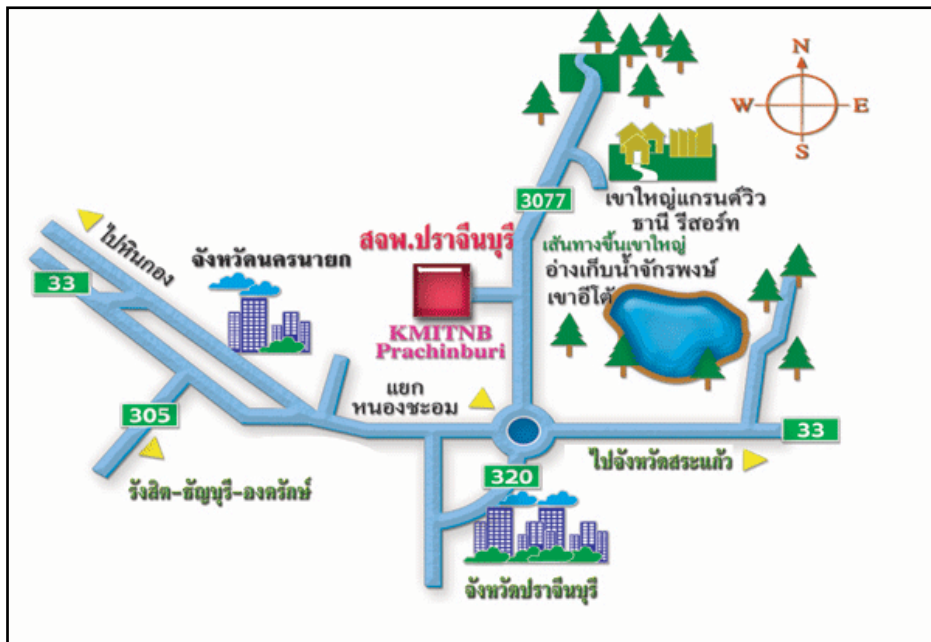 N
W E
S
3077
เขาใหญ่แกรนด์วิว
ธานี รีสอร์ท
เส้นทางขึ้นเขาใหญ่
อ่างเก็บน้ำจักรพงษ์
เขาอีโต้
สจพ.ปราจีนบุรี
KMITNB
Prachinburi
ไปหินกอง
จังหวัดนครนายก
33
305
รังสิต-ธัญบุรี-องครักษ์
แยก
หนองชะอม
33
ไปจังหวัดสระแก้ว
320
จังหวัดปราจีนบุรี